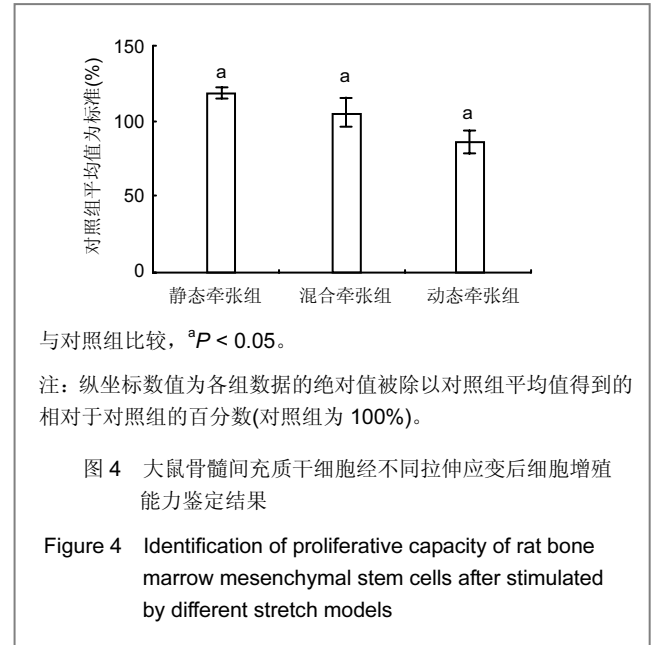 150
100
50
0
对照组平均值为标准(%)
a
a
a
静态牵张组 混合牵张组 动态牵张组
与对照组比较，ᵃP < 0.05。
注：纵坐标数值为各组数据的绝对值被除以对照组平均值得到的
相对于对照组的百分数(对照组为 100%)。
图 4 大鼠骨髓间充质干细胞经不同拉伸应变后细胞增殖
能力鉴定结果
Figure 4 Identification of proliferative capacity of rat bone
marrow mesenchymal stem cells after stimulated
by different stretch models